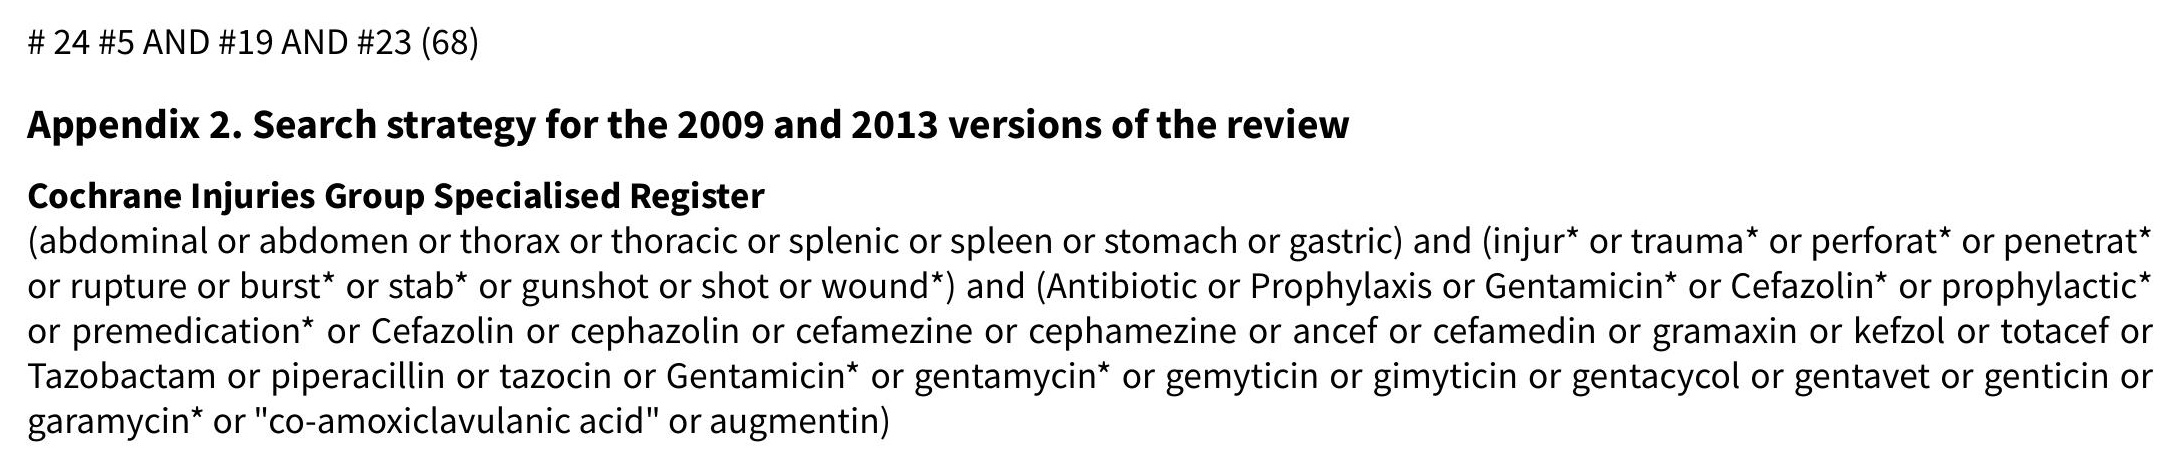 # 24 #5 AND #19 AND #23 (68)
Appendix 2. Search strategy for the 2009 and 2013 versions of the review
Cochrane Injuries Group Specialised Register
(abdominal or abdomen or thorax or thoracic or splenic or spleen or stomach or gastric) and (injur* or trauma* or perforat* or penetrat*
or rupture or burst* or stab* or gunshot or shot or wound*) and (Antibiotic or Prophylaxis or Gentamicin* or Cefazolin* or prophylactic*
or premedication* or Cefazolin or cephazolin or cefamezine or cephamezine or ancef or cefamedin or gramaxin or kefzol or totacef or
Tazobactam or piperacillin or tazocin or Gentamicin* or gentamycin* or gemyticin or gimyticin or gentacycol or gentavet or genticin or
garamycin* or "co-amoxiclavulanic acid" or augmentin)